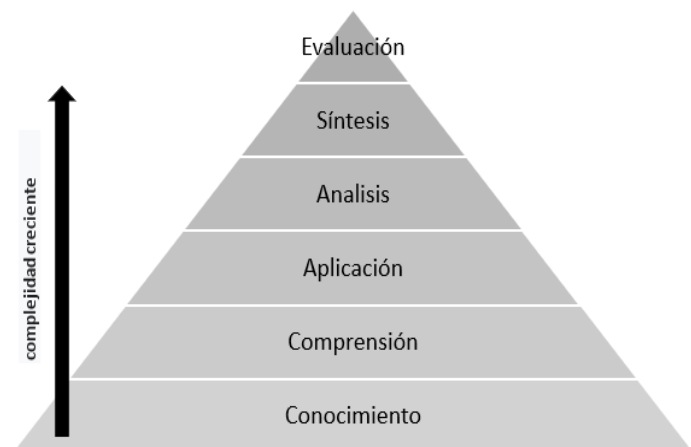 Evaluación
Síntesis
Analisis
Aplicación
Comprensión
Conocimiento
complejidad creciente